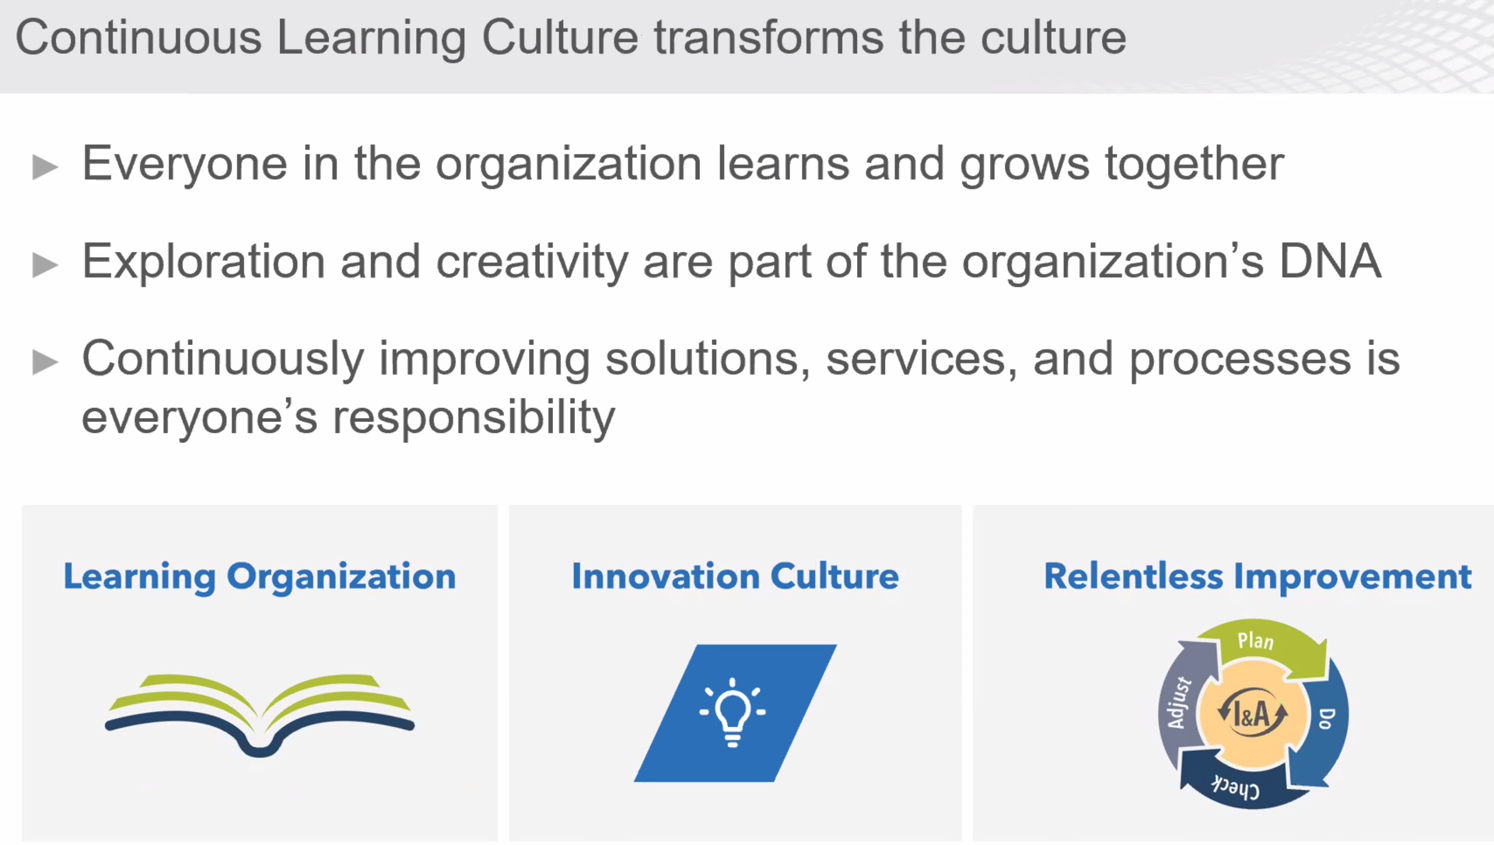 Continuous Learning Culture transforms the culture
Everyone in the organization learns and grows together
Exploration and creativity are part of the organization’s DNA
Continuously improving solutions, services, and processes is
everyone’s responsibility
Learning Organization
Innovation Culture
Relentless Improvement
Plan
Do
Check
Adjust
I&A